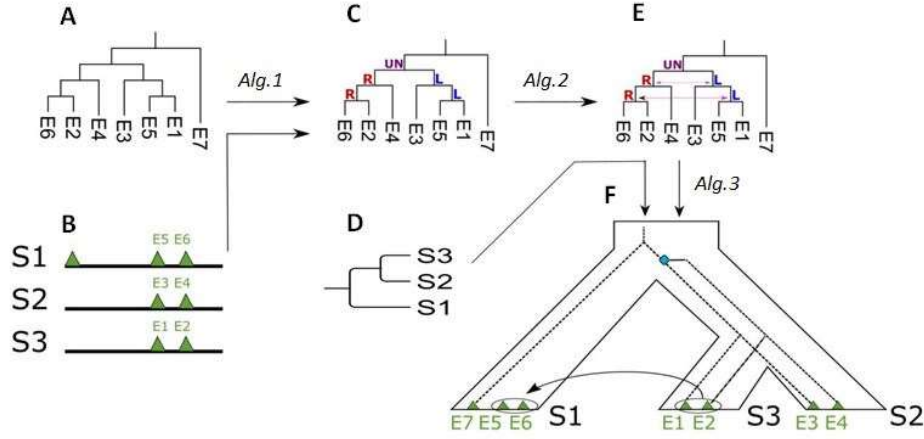 A
C
E
UN
R
L
R
L
E6
E2
E4
E3
E5
E1
E7
Alg.1
E6
E2
E4
E3
E5
E1
E7
Alg.2
UN
R
L
R
L
E6
E2
E4
E3
E5
E1
E7
Alg.3
B
S1
E5 E6
S2
E3 E4
S3
E1 E2
D
S3
S2
S1
F
E7 E5 E6 S1 E1 E2 S3 E3 E4 S2